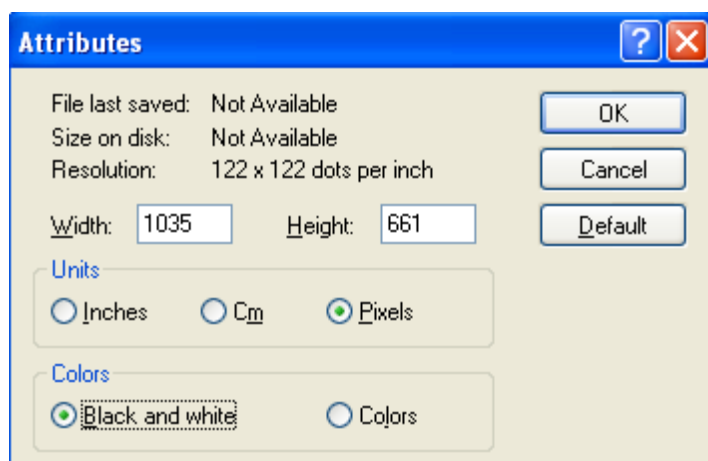 Attributes
File last saved: Not Available
Size on disk: Not Available
Resolution: 122 x 122 dots per inch
OK
Cancel
Width: 1035 Height: 661
Default
Units
Inches Cm Pixels
Colors
Black and white Colors